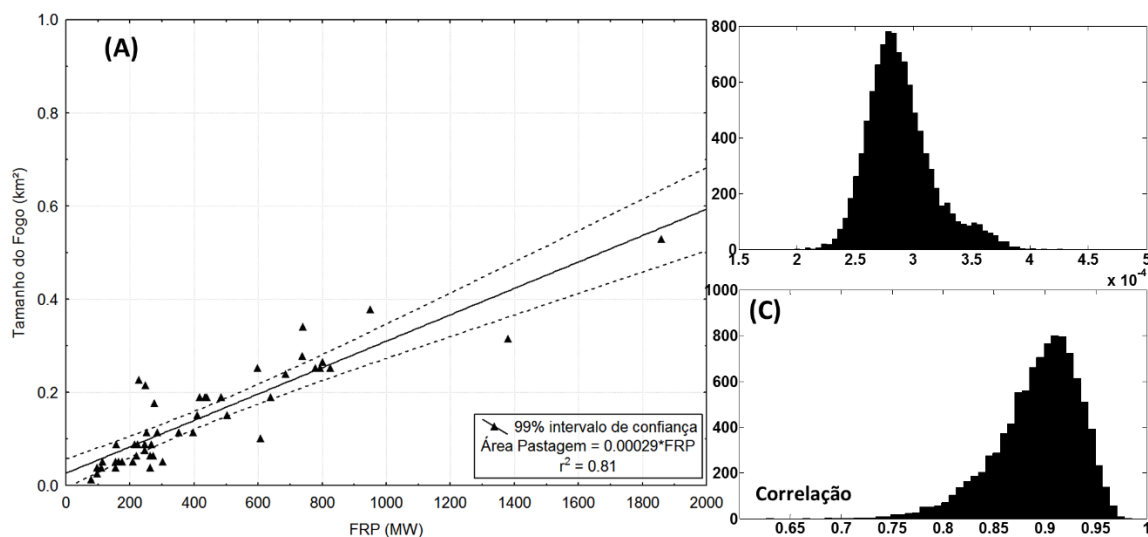 (A)
Tamanho do Fogo (km²)
1.0
0.8
0.6
0.4
0.2
0.0
0 200 400 600 800 1000 1200 1400 1600 1800 2000
FRP (MW)
99% intervalo de confiança
Área Pastagem = 0.00029*FRP
r² = 0.81
800
600
400
200
0
1.5 2 2.5 3 3.5 4 4.5 5
x 10⁻⁴
(C)
1000
800
600
400
200
0
Correlação
0.65 0.7 0.75 0.8 0.85 0.9 0.95 1